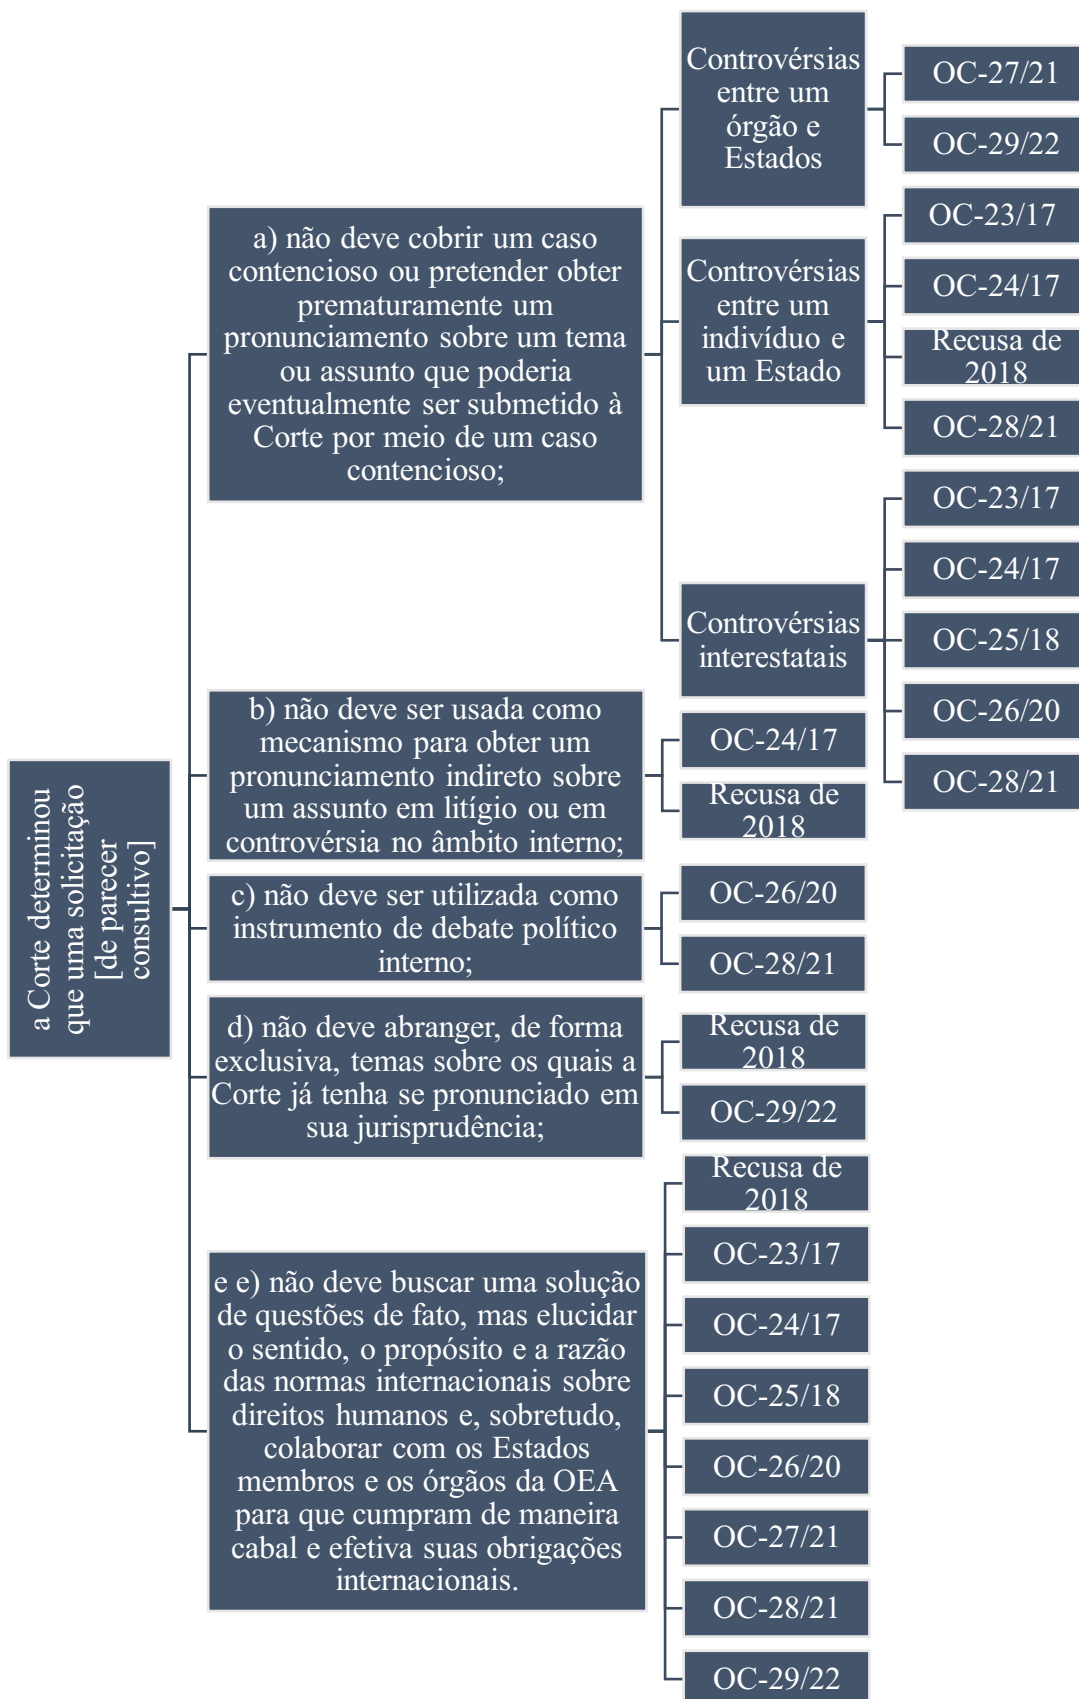 a Corte determinou
que uma solicitação
[de parecer
consultivo]
a) não deve cobrir um caso
contencioso ou pretender obter
prematuramente um
pronunciamento sobre um tema
ou assunto que poderia
eventualmente ser submetido à
Corte por meio de um caso
contencioso;
Controvérsias
entre um
órgão e
Estados
OC-27/21
OC-29/22
Controvérsias
entre um
indivíduo e
um Estado
OC-23/17
OC-24/17
Recusa de
2018
OC-28/21
Controvérsias
interestatais
OC-23/17
OC-24/17
OC-25/18
OC-26/20
OC-28/21
b) não deve ser usada como
mecanismo para obter um
pronunciamento indireto sobre
um assunto em litígio ou em
controvérsia no âmbito interno;
OC-24/17
Recusa de
2018
c) não deve ser utilizada como
instrumento de debate político
interno;
OC-26/20
OC-28/21
d) não deve abranger, de forma
exclusiva, temas sobre os quais a
Corte já tenha se pronunciado em
sua jurisprudência;
Recusa de
2018
OC-29/22
e e) não deve buscar uma solução
de questões de fato, mas elucidar
o sentido, o propósito e a razão
das normas internacionais sobre
direitos humanos e, sobretudo,
colaborar com os Estados
membros e os órgãos da OEA
para que cumpram de maneira
cabal e efetiva suas obrigações
internacionais.
Recusa de
2018
OC-23/17
OC-24/17
OC-25/18
OC-26/20
OC-27/21
OC-28/21
OC-29/22